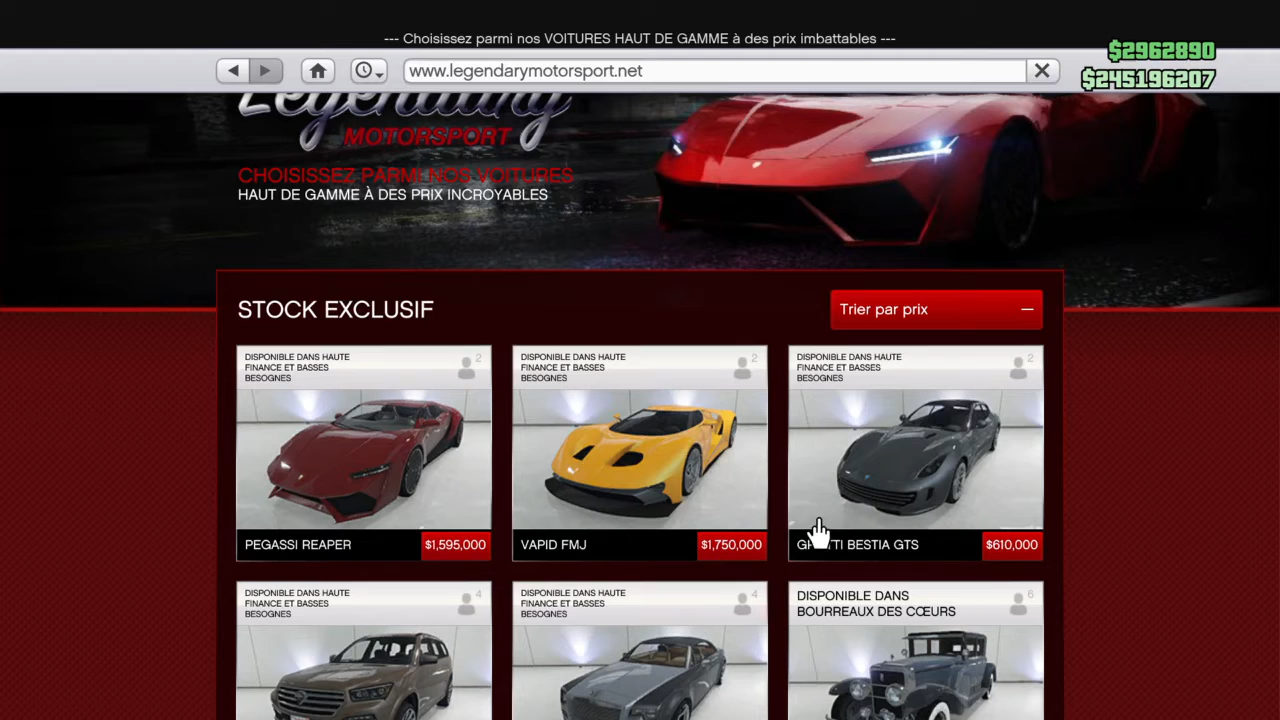 --- Choisissez parmi nos VOITURES HAUT DE GAMME à des prix imbattables ---
$2962890
www.legendarymotorsport.net
$245196207
Legendary
MOTORSPORT
CHOISISSEZ PARMI NOS VOITURES
HAUT DE GAMME À DES PRIX INCROYABLES
STOCK EXCLUSIF
Trier par prix
DISPONIBLE DANS HAUTE
FINANCE ET BASSES
BESOGNES
2
PEGASSI REAPER
$1,595,000
DISPONIBLE DANS HAUTE
FINANCE ET BASSES
BESOGNES
2
VAPID FMJ
$1,750,000
DISPONIBLE DANS HAUTE
FINANCE ET BASSES
BESOGNES
2
BESTIA GTS
$610,000
DISPONIBLE DANS HAUTE
FINANCE ET BASSES
BESOGNES
4
DISPONIBLE DANS HAUTE
FINANCE ET BASSES
BESOGNES
4
DISPONIBLE DANS
BOURREAUX DES CŒURS
6